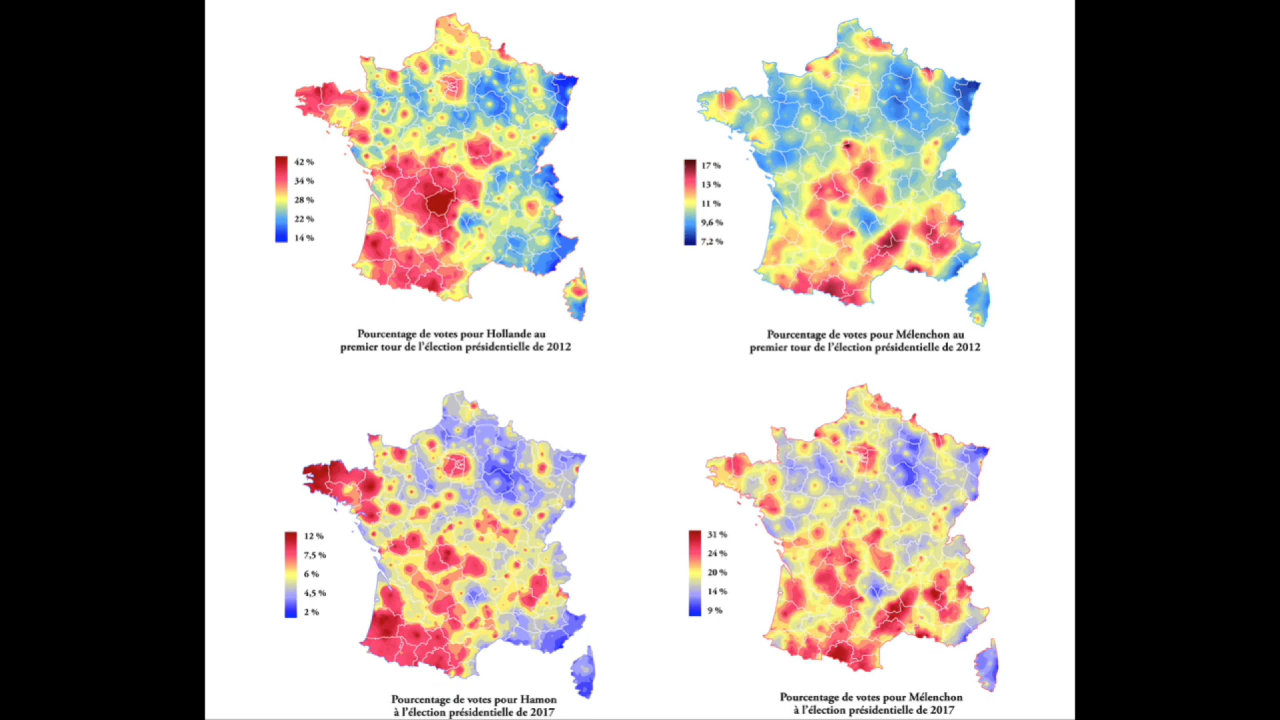 42 %
34 %
28 %
22 %
14 %
Pourcentage de votes pour Hollande au
premier tour de l'élection présidentielle de 2012
17 %
13 %
11 %
9,6 %
7,2 %
Pourcentage de votes pour Mélenchon au
premier tour de l'élection présidentielle de 2012
12 %
7,5 %
6 %
4,5 %
2 %
Pourcentage de votes pour Hamon
à l'élection présidentielle de 2017
31 %
24 %
20 %
14 %
9 %
Pourcentage de votes pour Mélenchon
à l'élection présidentielle de 2017